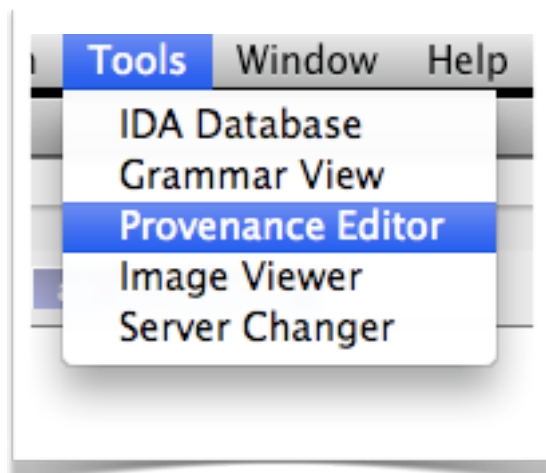 Tools Window Help
IDA Database
Grammar View
Provenance Editor
Image Viewer
Server Changer